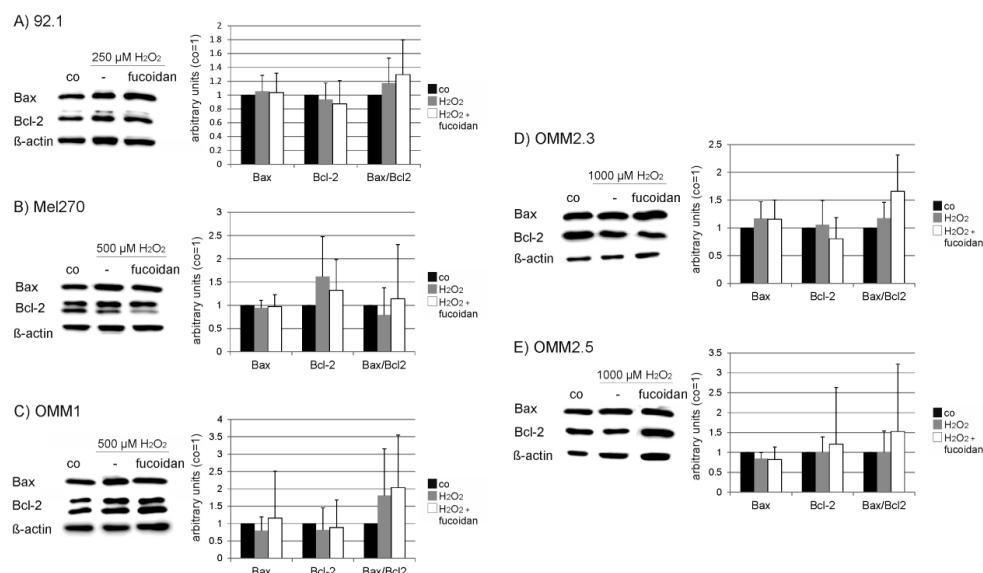 A) 92.1
250 µM H2O2
co - fucoidan
Bax
Bcl-2
ß-actin
arbitrary units (co=1)
2
1.8
1.6
1.4
1.2
1
0.8
0.6
0.4
0.2
0
Bax Bcl-2 Bax/Bcl2
co
H2O2
H2O2 +
fucoidan
B) Mel270
500 µM H2O2
co - fucoidan
Bax
Bcl-2
ß-actin
arbitrary units (co=1)
3
2.5
2
1.5
1
0.5
0
Bax Bcl-2 Bax/Bcl2
co
H2O2
H2O2 +
fucoidan
C) OMM1
500 µM H2O2
co - fucoidan
Bax
Bcl-2
ß-actin
arbitrary units (co=1)
4
3.5
3
2.5
2
1.5
1
0.5
0
Bax Bcl-2 Bax/Bcl2
co
H2O2
H2O2 +
fucoidan
D) OMM2.3
1000 µM H2O2
co - fucoidan
Bax
Bcl-2
ß-actin
arbitrary units (co=1)
2.5
2
1.5
1
0.5
0
Bax Bcl-2 Bax/Bcl2
co
H2O2
H2O2 +
fucoidan
E) OMM2.5
1000 µM H2O2
co - fucoidan
Bax
Bcl-2
ß-actin
arbitrary units (co=1)
3.5
3
2.5
2
1.5
1
0.5
0
Bax Bcl-2 Bax/Bcl2
co
H2O2
H2O2 +
fucoidan